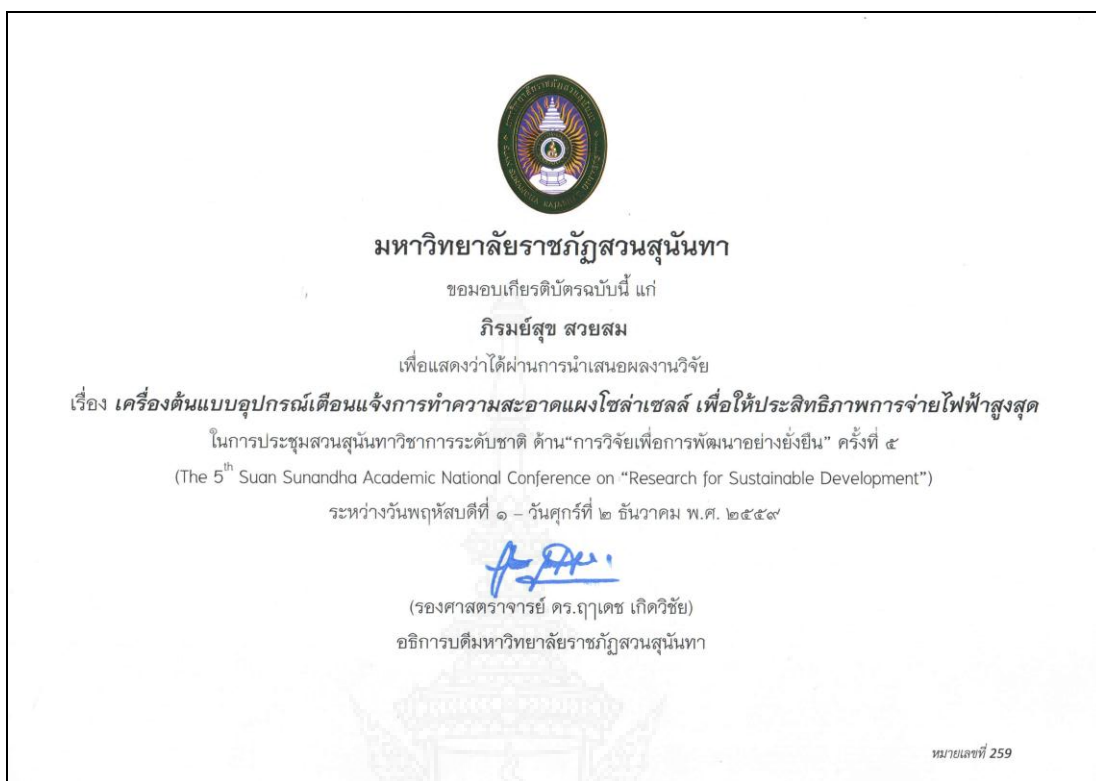 มหาวิทยาลัยราชภัฏสวนสุนันทา
ขอมอบเกียรติบัตรฉบับนี้ แก่
ภิรมย์สุข สวยสม
เพื่อแสดงว่าได้ผ่านการนำเสนอผลงานวิจัย
เรื่อง เครื่องต้นแบบอุปกรณ์เตือนแจ้งการทำความสะอาดแผงโซล่าเซลล์ เพื่อให้ประสิทธิภาพการจ่ายไฟฟ้าสูงสุด
ในการประชุมสวนสุนันทาวิชาการระดับชาติ ด้าน“การวิจัยเพื่อการพัฒนาอย่างยั่งยืน” ครั้งที่ ๕
(The 5th Suan Sunandha Academic National Conference on “Research for Sustainable Development”)
ระหว่างวันพฤหัสบดีที่ ๑ – วันศุกร์ที่ ๒ ธันวาคม พ.ศ. ๒๕๕๙
(รองศาสตราจารย์ ดร.ฤๅเดช เกิดวิชัย)
อธิการบดีมหาวิทยาลัยราชภัฏสวนสุนันทา
หมายเลขที่ 259